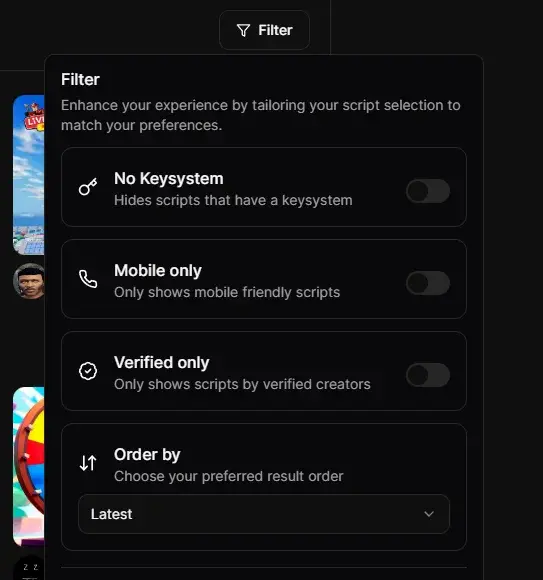 Filter
Filter
Enhance your experience by tailoring your script selection to
match your preferences.
LIV
No Keysystem
Hides scripts that have a keysystem
Mobile only
Only shows mobile friendly scripts
Verified only
Only shows scripts by verified creators
Order by
Choose your preferred result order
Latest
z z